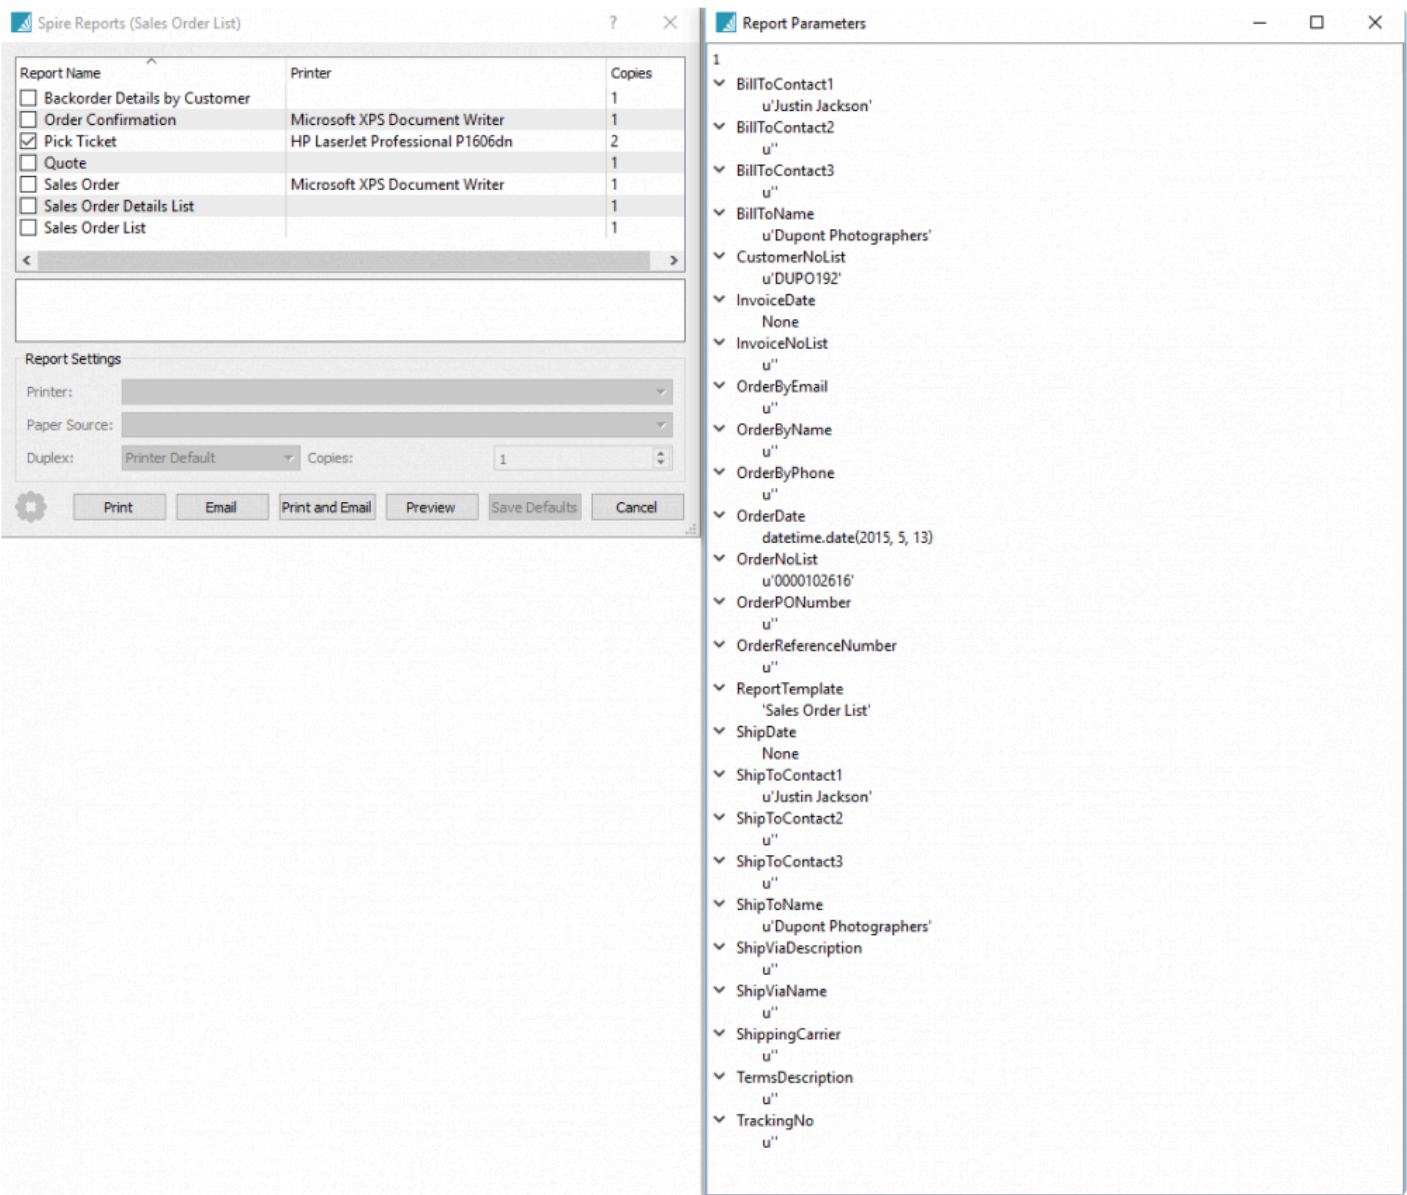 Spire Reports (Sales Order List)
?
Report Name Printer Copies
Backorder Details by Customer 1
Order Confirmation Microsoft XPS Document Writer 1
Pick Ticket HP LaserJet Professional P1606dn 2
Quote 1
Sales Order Microsoft XPS Document Writer 1
Sales Order Details List 1
Sales Order List 1
Report Settings
Printer:
Paper Source:
Duplex: Printer Default Copies: 1
Print Email Print and Email Preview Save Defaults Cancel
Report Parameters
1
BillToContact1
u'Justin Jackson'
BillToContact2
u''
BillToContact3
u''
BillToName
u'Dupont Photographers'
CustomerNoList
u'DUPO192'
InvoiceDate
None
InvoiceNoList
u''
OrderByEmail
u''
OrderByName
u''
OrderByPhone
u''
OrderDate
datetime.date(2015, 5, 13)
OrderNoList
u'0000102616'
OrderPONumber
u''
OrderReferenceNumber
u''
ReportTemplate
'Sales Order List'
ShipDate
None
ShipToContact1
u'Justin Jackson'
ShipToContact2
u''
ShipToContact3
u''
ShipToName
u'Dupont Photographers'
ShipViaDescription
u''
ShipViaName
u''
ShippingCarrier
u''
TermsDescription
u''
TrackingNo
u''